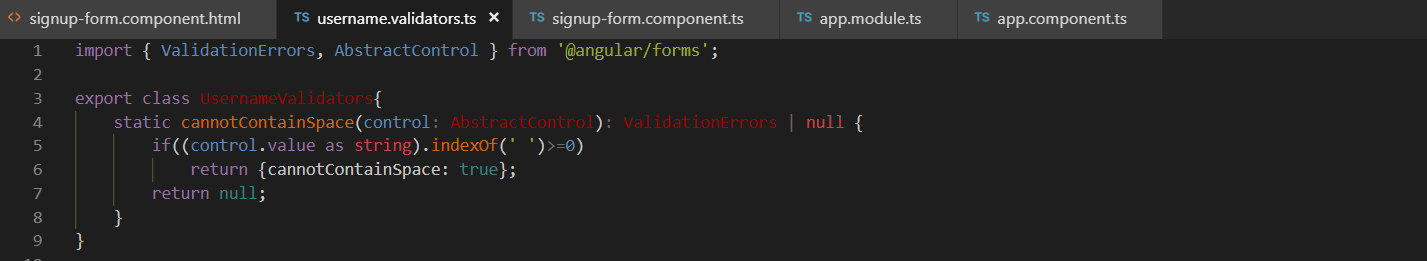 <> signup-form.component.html TS username.validators.ts × TS signup-form.component.ts TS app.module.ts TS app.component.ts
1 import { ValidationErrors, AbstractControl } from '@angular/forms';
2
3 export class UsernameValidators{
4 static cannotContainSpace(control: AbstractControl): ValidationErrors | null {
5 if((control.value as string).indexOf(' ')>=0)
6 return {cannotContainSpace: true};
7 return null;
8 }
9 }